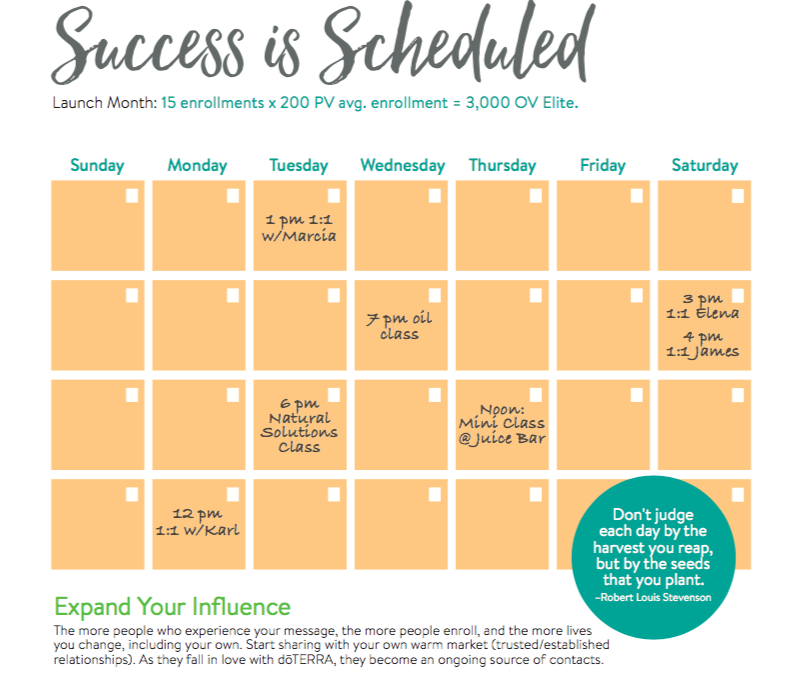 Success is Scheduled
Launch Month: 15 enrollments x 200 PV avg. enrollment = 3,000 OV Elite.
Sunday Monday Tuesday Wednesday Thursday Friday Saturday
1 pm 1:1
w/Marcia
7 pm oil
class
3 pm
1:1 Elena
4 pm
1:1 James
6 pm
Natural
Solutions
Class
Noon:
Mini Class
@ Juice Bar
12 pm
1:1 w/Karl
Don't judge
each day by the
harvest you reap,
but by the seeds
that you plant.
–Robert Louis Stevenson
Expand Your Influence
The more people who experience your message, the more people enroll, and the more lives
you change, including your own. Start sharing with your own warm market (trusted/established
relationships). As they fall in love with dōTERRA, they become an ongoing source of contacts.